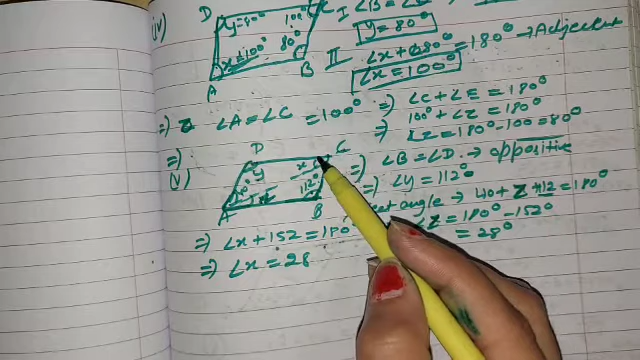 (iv)
D
y=80°
100°
C
I ∠B=∠
y=80°
x=100°
80°
A
B
II ∠x+∠80°=180° → Adjacent
∠x=100°
=> z ∠A=∠C =100°
=> ∠C+∠E=180°
100°+∠z=180°
=> ∠z=180°-100=80°
=>
(v)
D
C
y
x
112°
A
B
=> ∠B=∠D → opposite
=> ∠y=112°
angle → 40+z+112=180°
z=180°-152°
=28°
=> ∠x+152=180°
=> ∠x=28